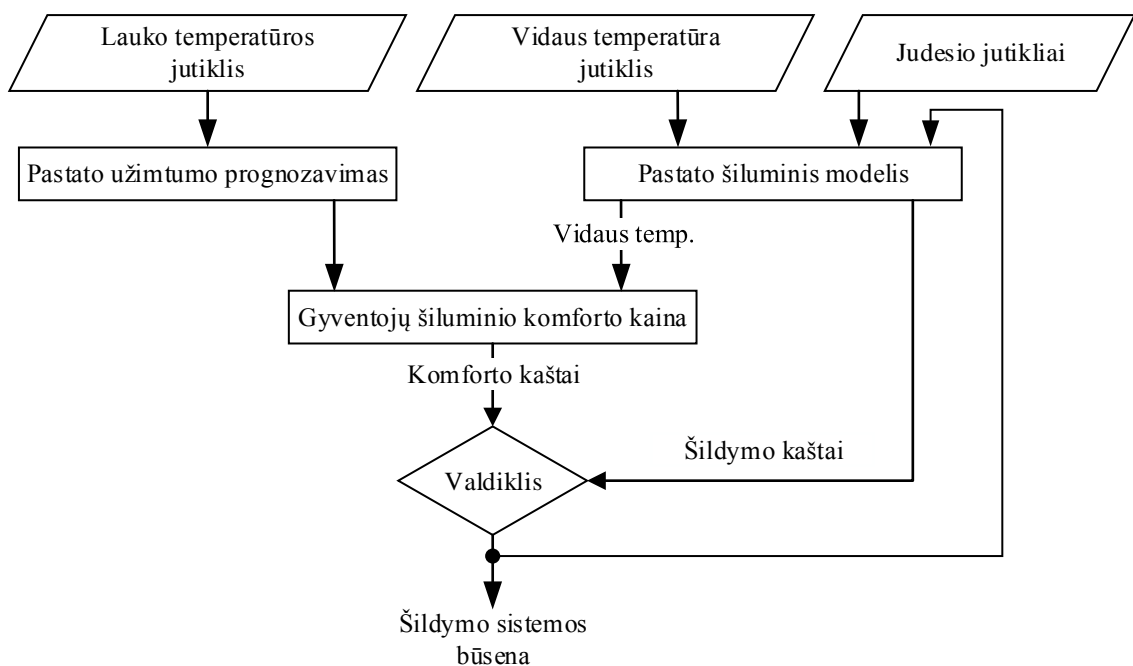 Lauko temperatūros
jutiklis
Vidaus temperatūra
jutiklis
Judesio jutikliai
Pastato užimtumo prognozavimas
Pastato šiluminis modelis
Vidaus temp.
Gyventojų šiluminio komforto kaina
Komforto kaštai
Šildymo kaštai
Valdiklis
Šildymo sistemos
būsena